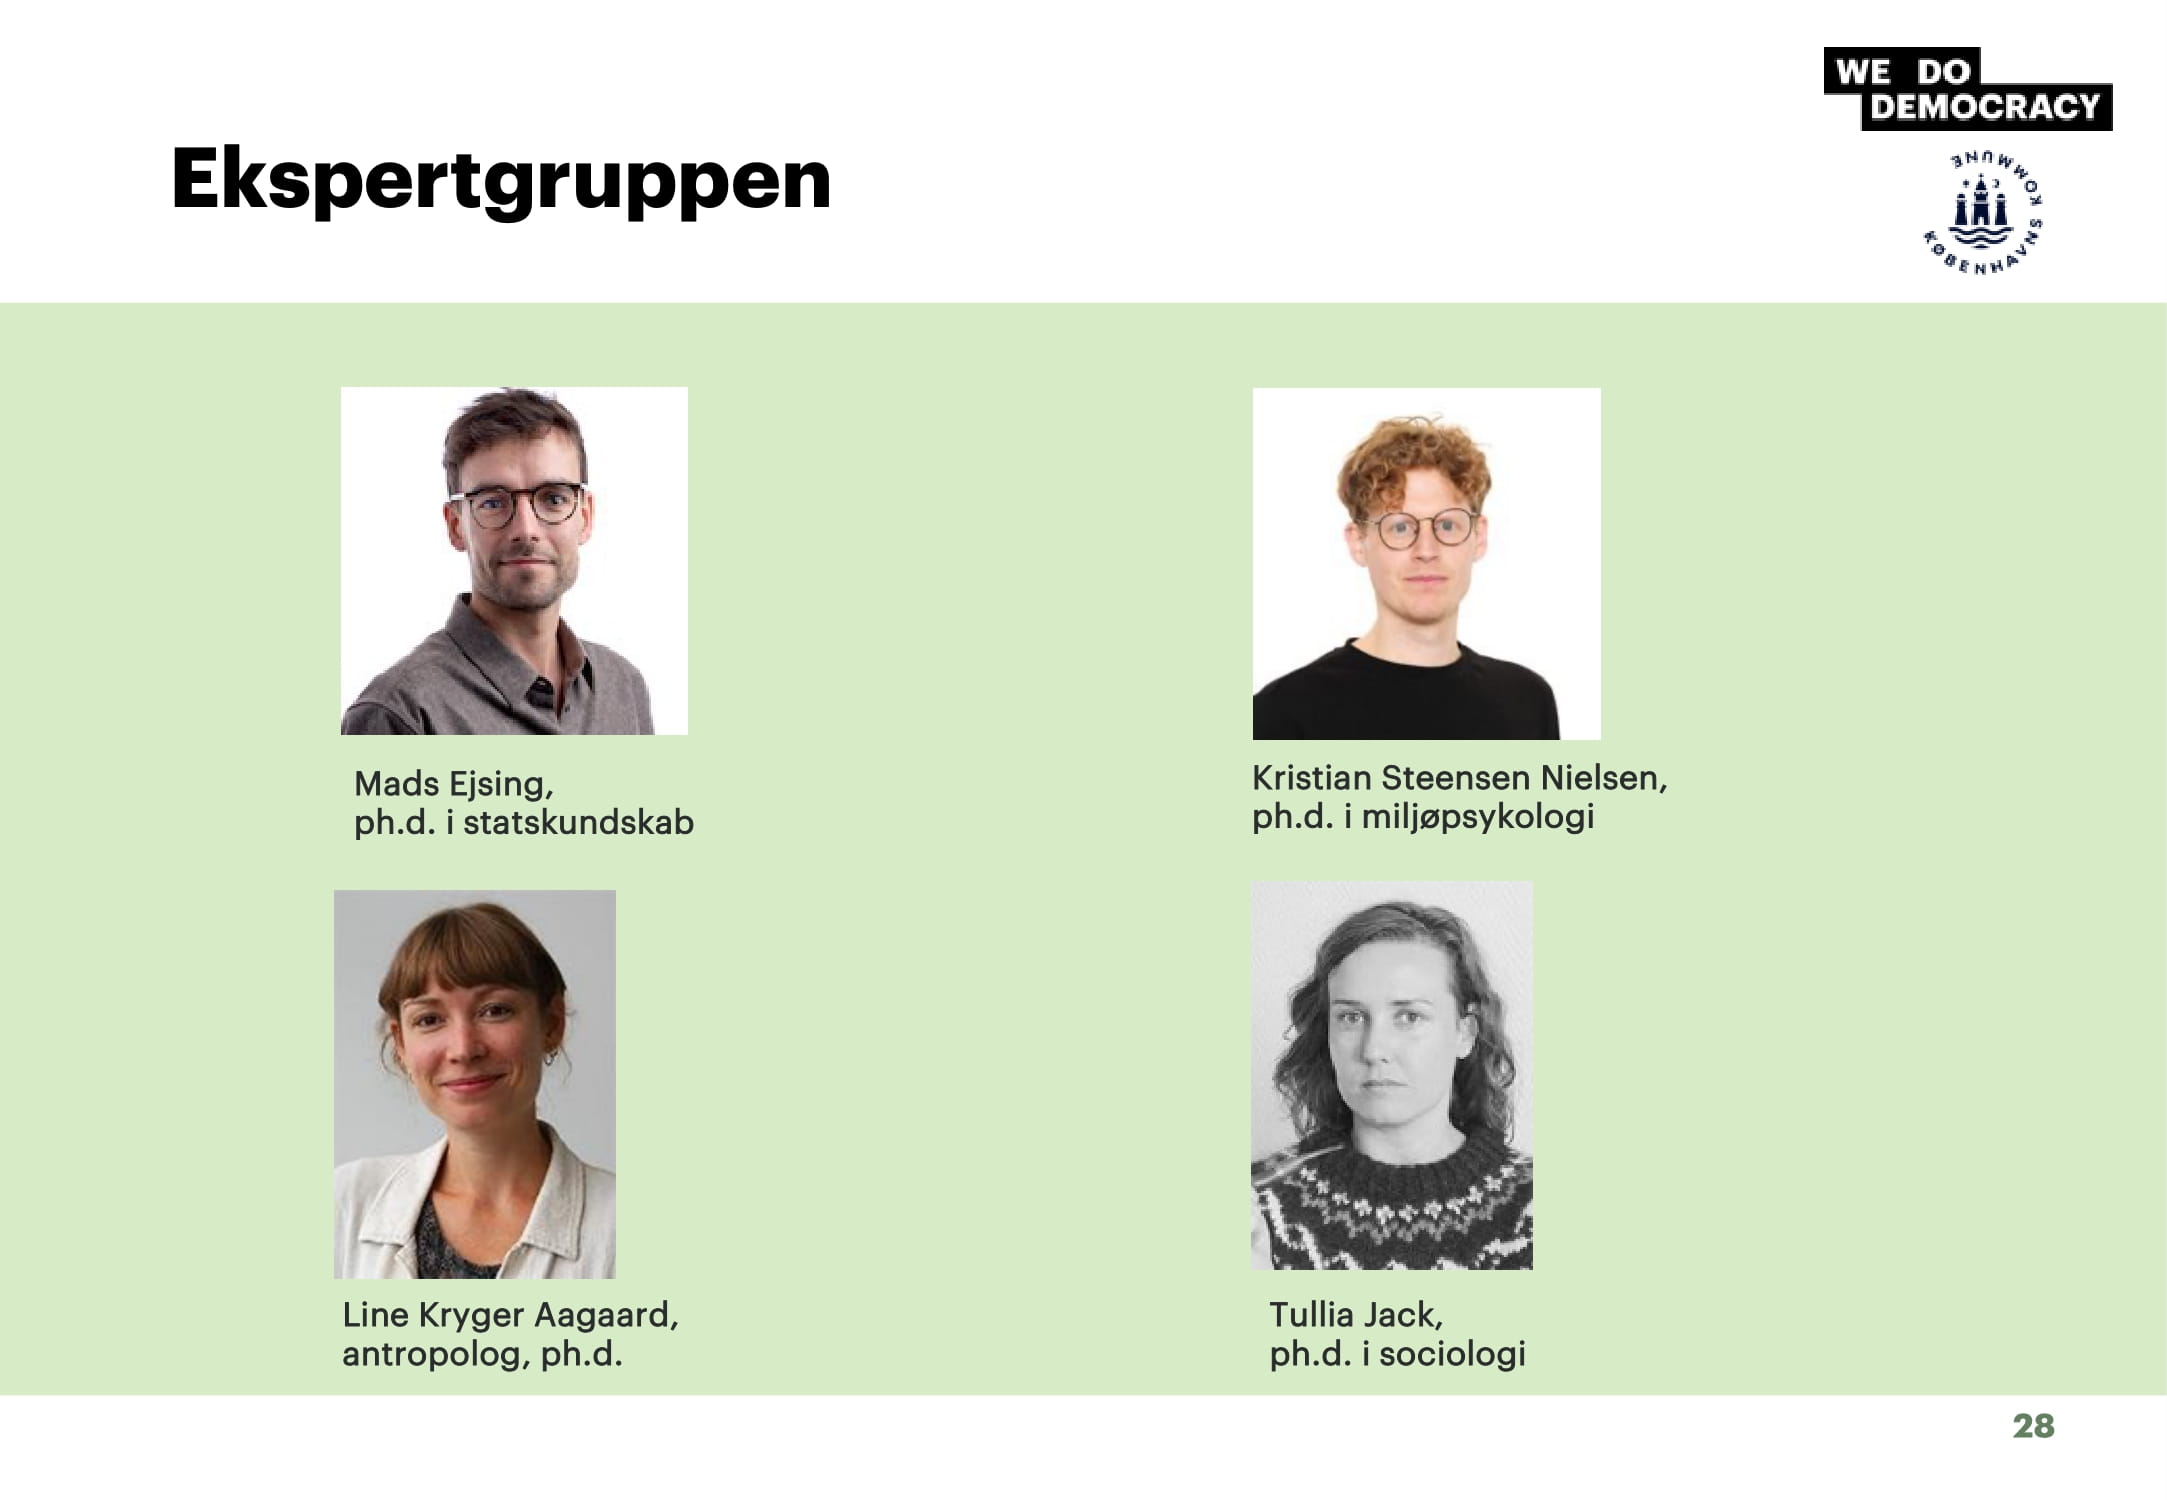 WE DO
DEMOCRACY
KØBENHAVNS KOMMUNE
Ekspertgruppen
Mads Ejsing,
ph.d. i statskundskab
Kristian Steensen Nielsen,
ph.d. i miljøpsykologi
Line Kryger Aagaard,
antropolog, ph.d.
Tullia Jack,
ph.d. i sociologi
28